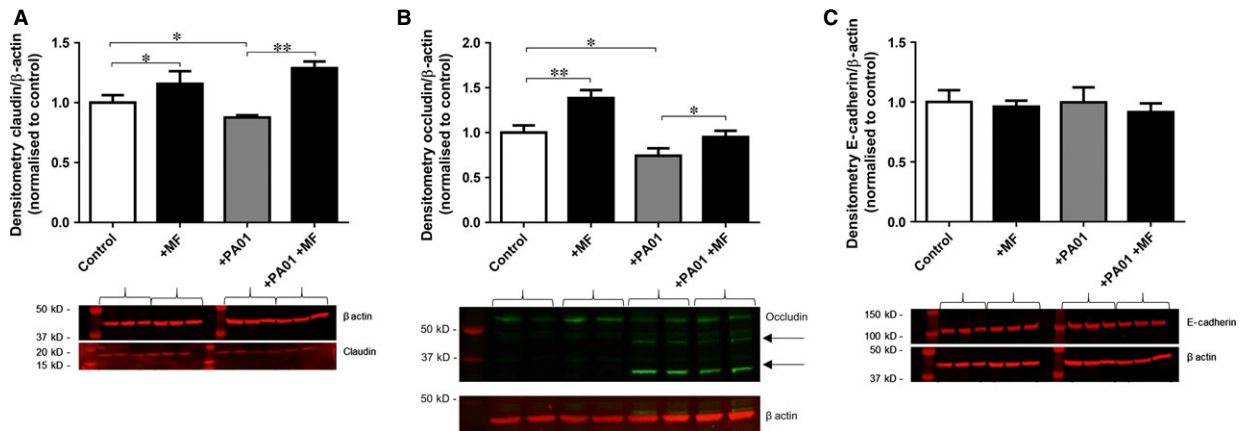 A
Densitometry claudin/β-actin
(normalised to control)
1.5
1.0
0.5
0.0
*
*
**
Control
+MF
+PA01
+PA01 +MF
50 kD -
37 kD -
20 kD -
15 kD -
β actin
Claudin
B
Densitometry occludin/β-actin
(normalised to control)
2.0
1.5
1.0
0.5
0.0
*
**
*
Control
+MF
+PA01
+PA01 +MF
50 kD -
37 kD -
50 kD -
Occludin
β actin
C
Densitometry E-cadherin/β-actin
(normalised to control)
1.5
1.0
0.5
0.0
Control
+MF
+PA01
+PA01 +MF
150 kD -
100 kD -
50 kD -
37 kD -
E-cadherin
β actin